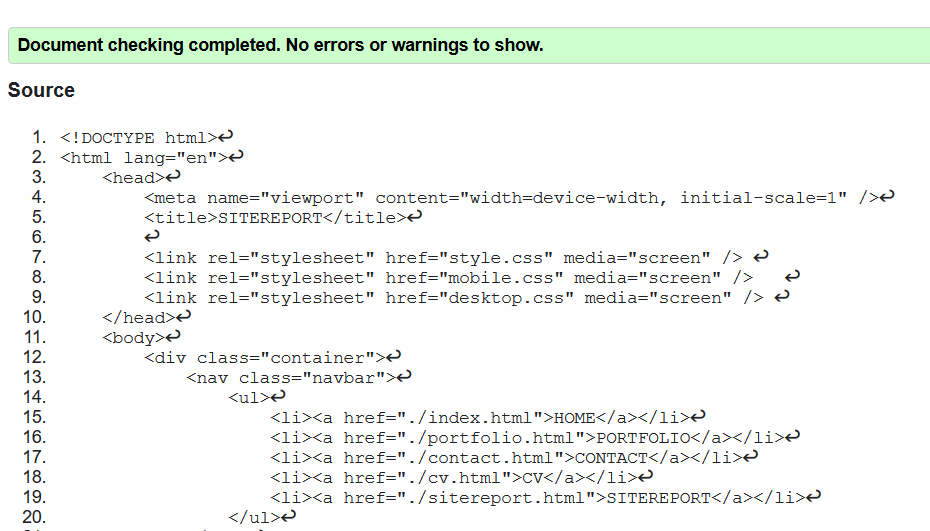 Document checking completed. No errors or warnings to show.
Source
1. <!DOCTYPE html>↩
2. <html lang="en">↩
3. <head>↩
4. <meta name="viewport" content="width=device-width, initial-scale=1" />↩
5. <title>SITEREPORT</title>↩
6. ↩
7. <link rel="stylesheet" href="style.css" media="screen" /> ↩
8. <link rel="stylesheet" href="mobile.css" media="screen" /> ↩
9. <link rel="stylesheet" href="desktop.css" media="screen" /> ↩
10. </head>↩
11. <body>↩
12. <div class="container">↩
13. <nav class="navbar">↩
14. <ul>↩
15. <li><a href="./index.html">HOME</a></li>↩
16. <li><a href="./portfolio.html">PORTFOLIO</a></li>↩
17. <li><a href="./contact.html">CONTACT</a></li>↩
18. <li><a href="./cv.html">CV</a></li>↩
19. <li><a href="./sitereport.html">SITEREPORT</a></li>↩
20. </ul>↩